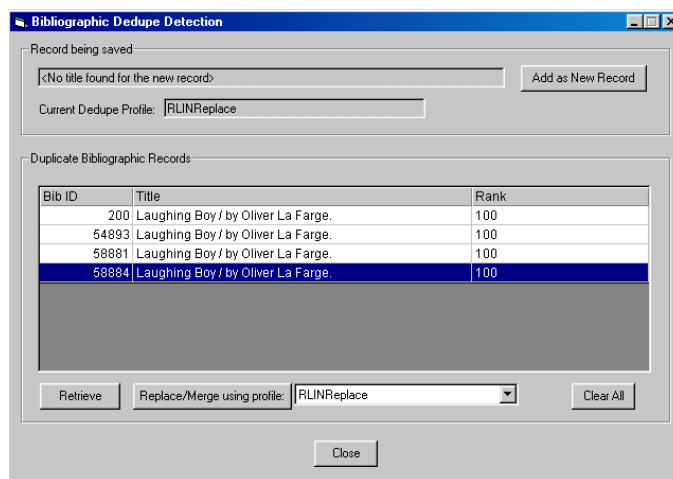 Bibliographic Dedupe Detection
Record being saved
<No title found for the new record>
Add as New Record
Current Dedupe Profile: RLINReplace
Duplicate Bibliographic Records
Bib ID Title Rank
200 Laughing Boy / by Oliver La Farge. 100
54893 Laughing Boy / by Oliver La Farge. 100
58881 Laughing Boy / by Oliver La Farge. 100
58884 Laughing Boy / by Oliver La Farge. 100
Retrieve Replace/Merge using profile: RLINReplace Clear All
Close